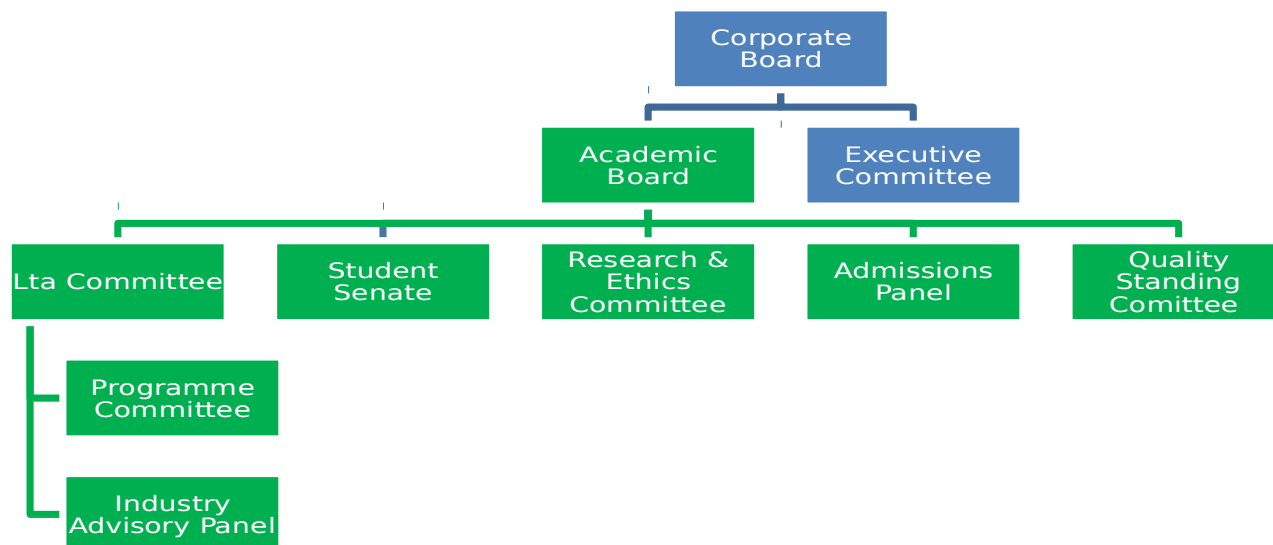 Corporate
Board
Academic
Board
Executive
Committee
Lta Committee
Student
Senate
Research &
Ethics
Committee
Admissions
Panel
Quality
Standing
Comittee
Programme
Committee
Industry
Advisory Panel